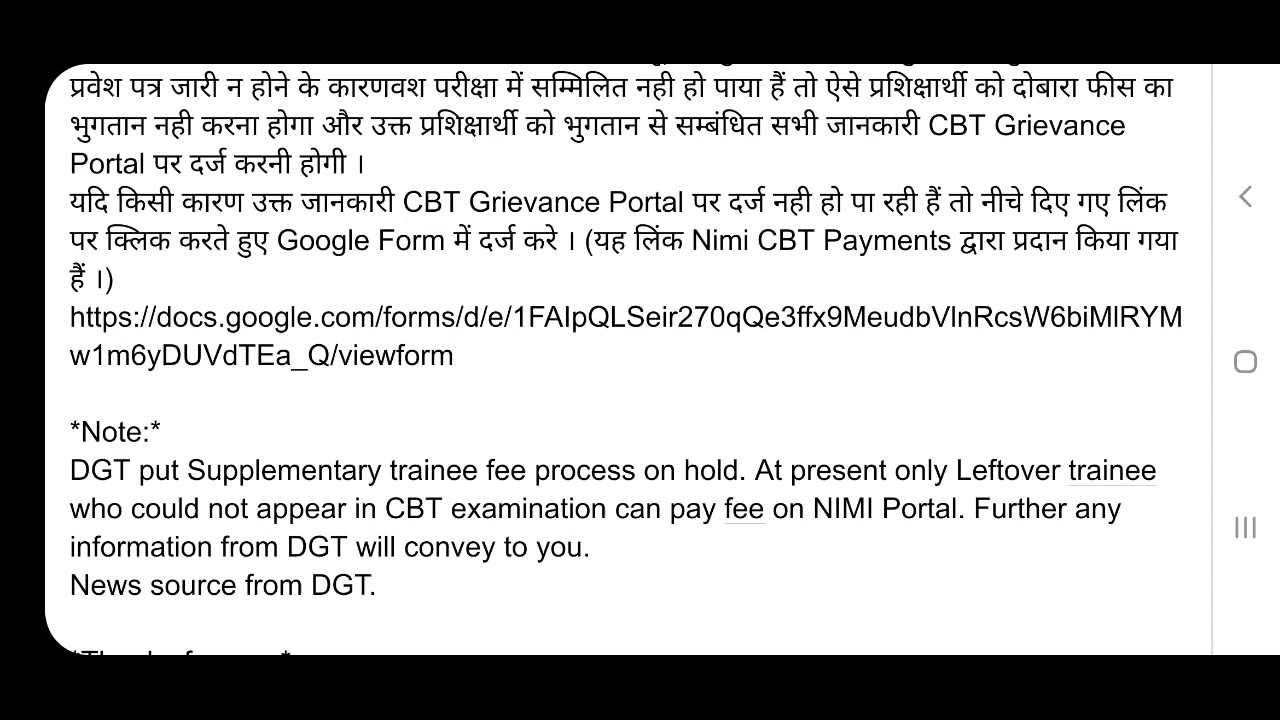 प्रवेश पत्र जारी न होने के कारणवश परीक्षा में सम्मिलित नही हो पाया हैं तो ऐसे प्रशिक्षार्थी को दोबारा फीस का
भुगतान नही करना होगा और उक्त प्रशिक्षार्थी को भुगतान से सम्बंधित सभी जानकारी CBT Grievance
Portal पर दर्ज करनी होगी ।
यदि किसी कारण उक्त जानकारी CBT Grievance Portal पर दर्ज नही हो पा रही हैं तो नीचे दिए गए लिंक
पर क्लिक करते हुए Google Form में दर्ज करे । (यह लिंक Nimi CBT Payments द्वारा प्रदान किया गया
हैं ।)
https://docs.google.com/forms/d/e/1FAIpQLSeir270qQe3ffx9MeudbVlnRcsW6biMlRYM
w1m6yDUVdTEa_Q/viewform
*Note:*
DGT put Supplementary trainee fee process on hold. At present only Leftover trainee
who could not appear in CBT examination can pay fee on NIMI Portal. Further any
information from DGT will convey to you.
News source from DGT.